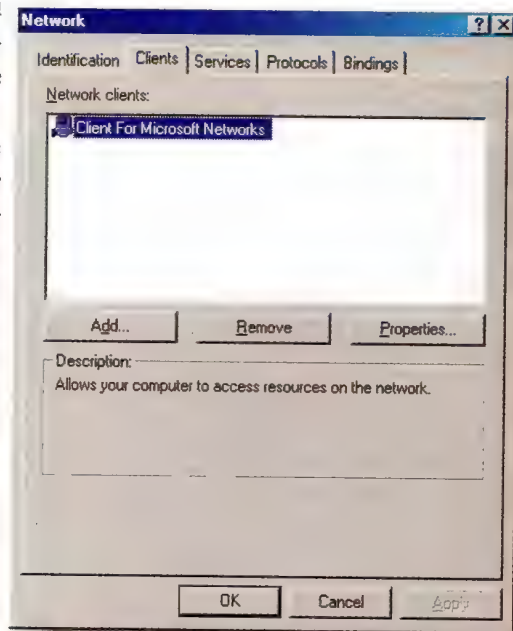 Network
Identification Clients Services Protocols Bindings
Network clients:
Client For Microsoft Networks
Add... Remove Properties...
Description:
Allows your computer to access resources on the network.
OK Cancel Apply